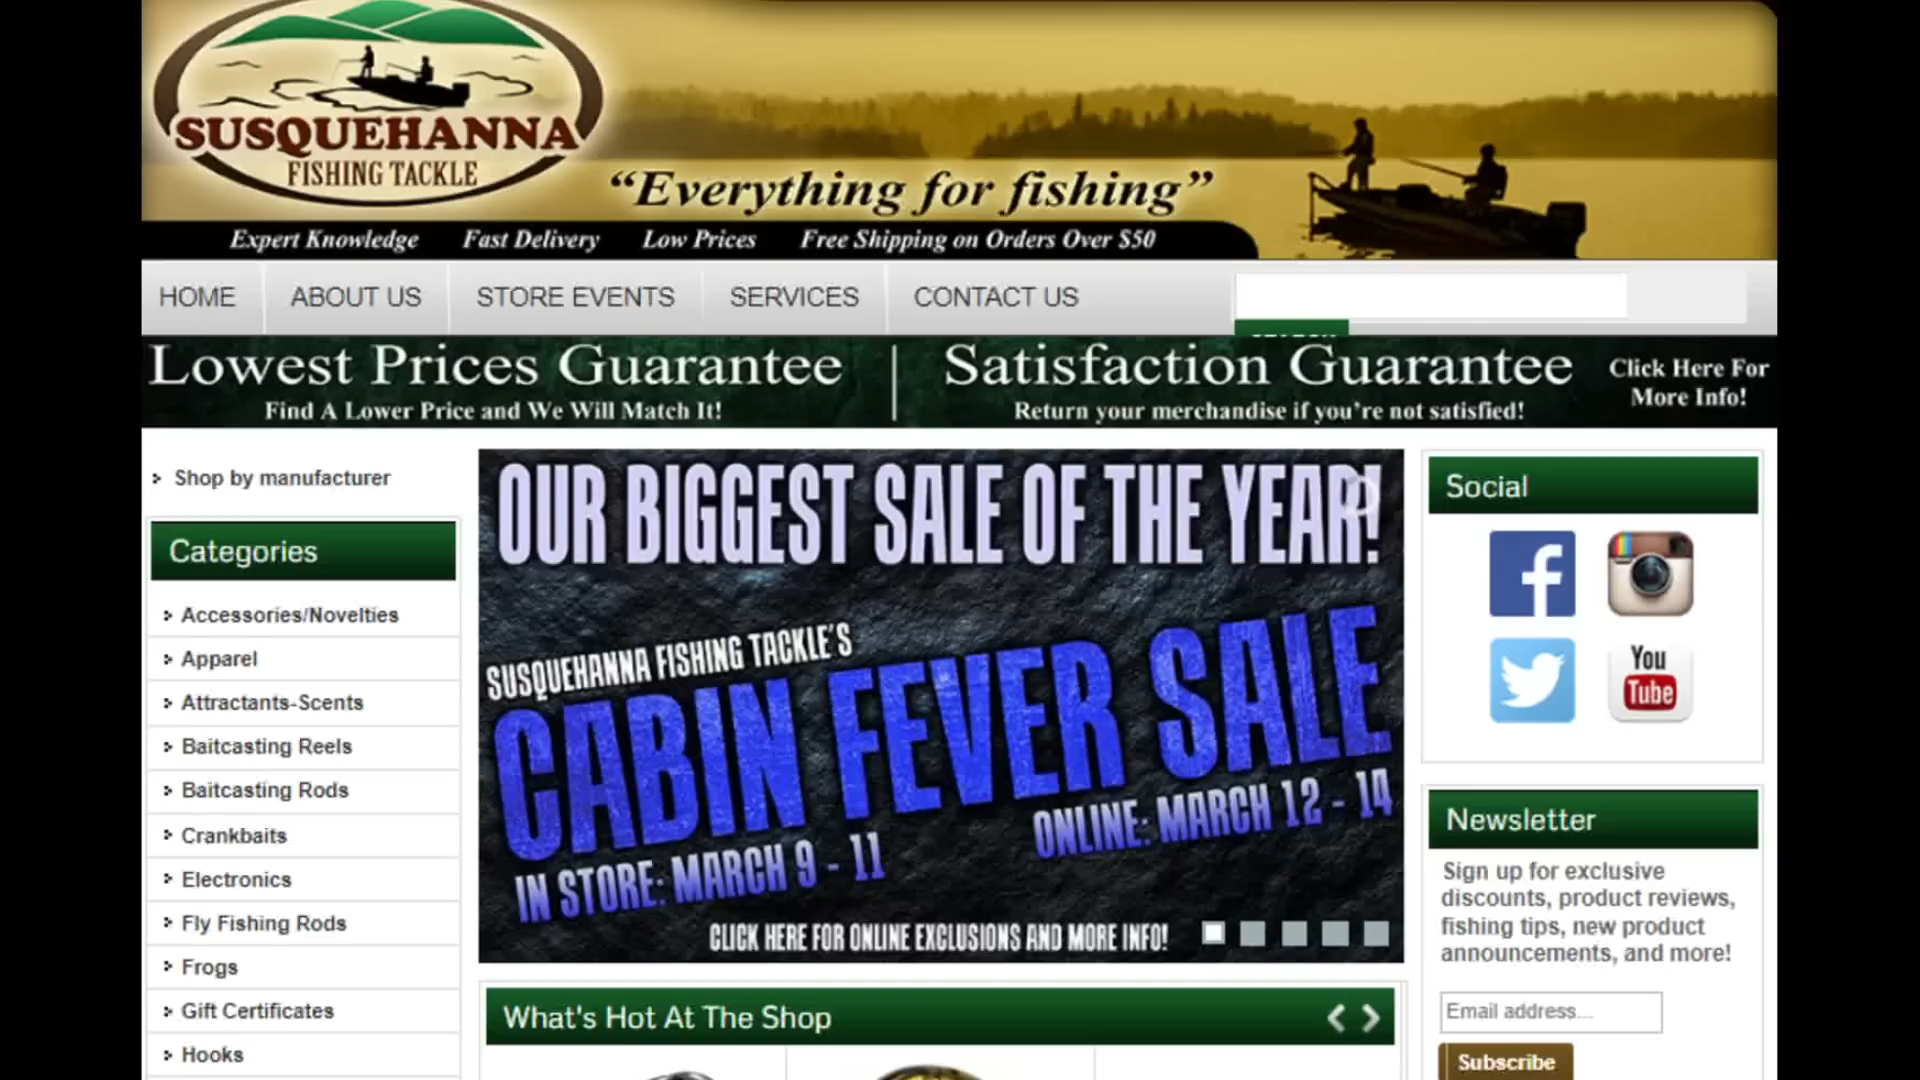 SUSQUEHANNA
FISHING TACKLE
“Everything for fishing”
Expert Knowledge Fast Delivery Low Prices Free Shipping on Orders Over $50
HOME ABOUT US STORE EVENTS SERVICES CONTACT US
Lowest Prices Guarantee | Satisfaction Guarantee
Find A Lower Price and We Will Match It!
Return your merchandise if you're not satisfied!
Click Here For
More Info!
Shop by manufacturer
Categories
Accessories/Novelties
Apparel
Attractants-Scents
Baitcasting Reels
Baitcasting Rods
Crankbaits
Electronics
Fly Fishing Rods
Frogs
Gift Certificates
Hooks
OUR BIGGEST SALE OF THE YEAR!
SUSQUEHANNA FISHING TACKLE'S
CABIN FEVER SALE
IN STORE: MARCH 9 - 11
ONLINE: MARCH 12 - 14
CLICK HERE FOR ONLINE EXCLUSIONS AND MORE INFO!
What's Hot At The Shop
Social
f
You
Tube
Newsletter
Sign up for exclusive
discounts, product reviews,
fishing tips, new product
announcements, and more!
Email address...
Subscribe